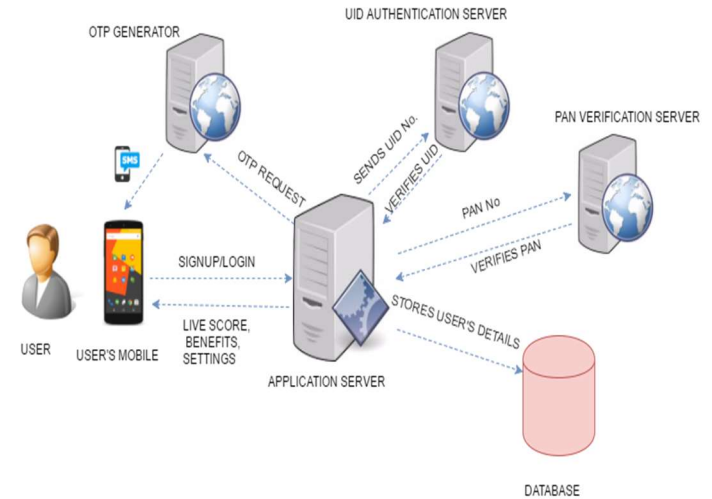 UID AUTHENTICATION SERVER
OTP GENERATOR
PAN VERIFICATION SERVER
SENDS UID No.
VERIFIES UID
SMS
OTP REQUEST
PAN No
VERIFIES PAN
SIGNUP/LOGIN
STORES USER'S DETAILS
LIVE SCORE,
BENEFITS,
SETTINGS
USER
USER'S MOBILE
APPLICATION SERVER
DATABASE